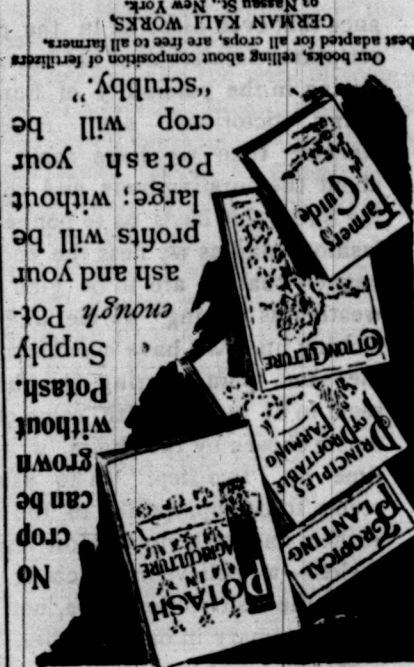 POTASH
IN
AGRICULTURE
TROPICAL
PLANTING
PRINCIPLES
OF PROFITABLE
FARMING
COTTON CULTURE
Farmers
Guide
No
crop
can be
grown
without
Potash.
Supply
enough Pot-
ash and your
profits will be
large; without
Potash your
crop will be
"scrubby."
Our books, telling about composition of fertilizers
best adapted for all crops, are free to all farmers.
GERMAN KALI WORKS,
93 Nassau St., New York.